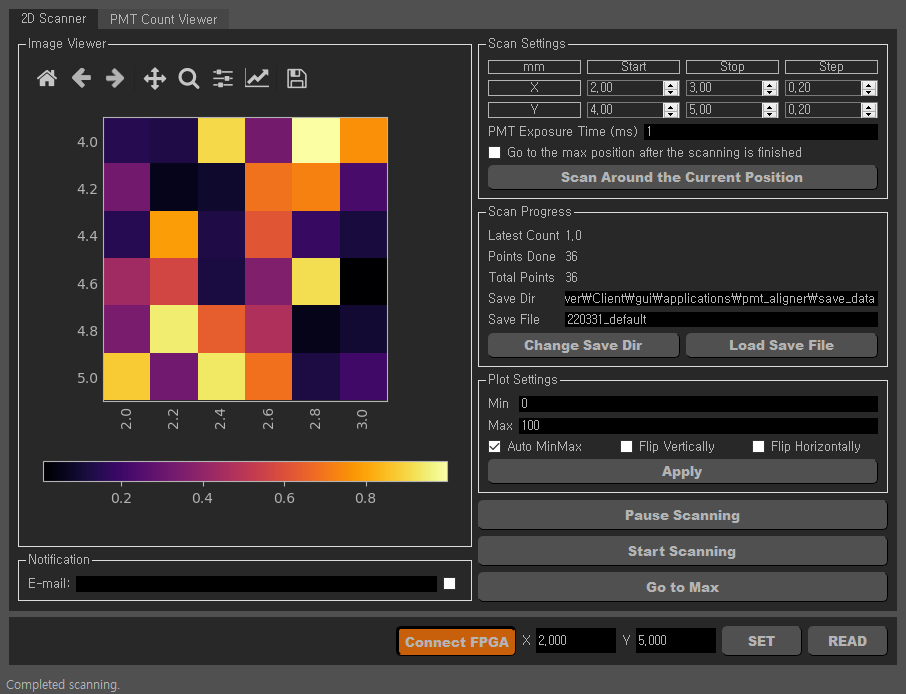 2D Scanner PMT Count Viewer
Image Viewer
4.0
4.2
4.4
4.6
4.8
5.0
2.0 2.2 2.4 2.6 2.8 3.0
0.2 0.4 0.6 0.8
Notification
E-mail:
Scan Settings
mm Start Stop Step
X 2,00 3,00 0,20
Y 4,00 5,00 0,20
PMT Exposure Time (ms) 1
Go to the max position after the scanning is finished
Scan Around the Current Position
Scan Progress
Latest Count 1,0
Points Done 36
Total Points 36
Save Dir ver₩Client₩gui₩applications₩pmt_aligner₩save_data
Save File 220331_default
Change Save Dir Load Save File
Plot Settings
Min 0
Max 100
Auto MinMax Flip Vertically Flip Horizontally
Apply
Pause Scanning
Start Scanning
Go to Max
Connect FPGA X 2,000 Y 5,000 SET READ
Completed scanning.